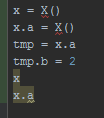 x = X()
x.a = X()
tmp = x.a
tmp.b = 2
x
x.a